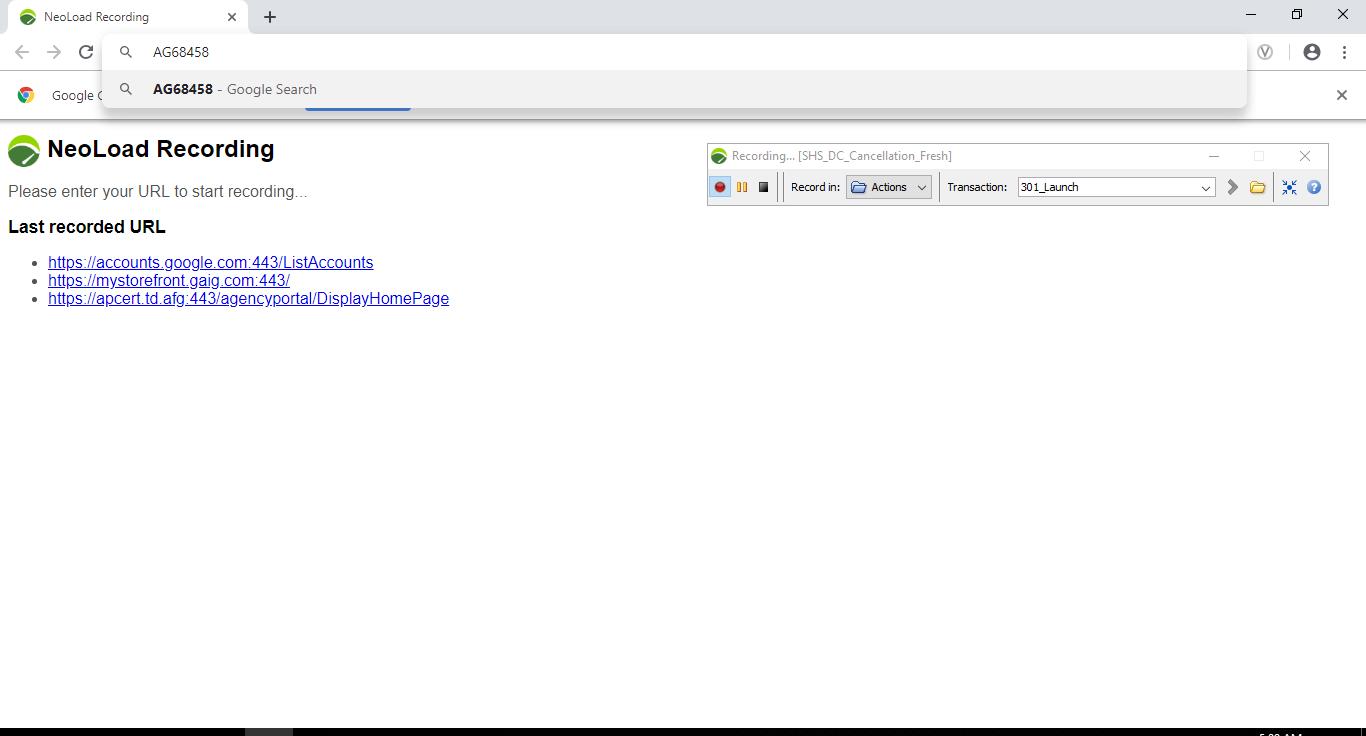 NeoLoad Recording
AG68458
AG68458 - Google Search
Google
NeoLoad Recording
Please enter your URL to start recording...
Last recorded URL
https://accounts.google.com:443/ListAccounts
https://mystorefront.gaig.com:443/
https://apcert.td.afg:443/agencyportal/DisplayHomePage
Recording... [SHS_DC_Cancellation_Fresh]
Record in: Actions Transaction: 301_Launch